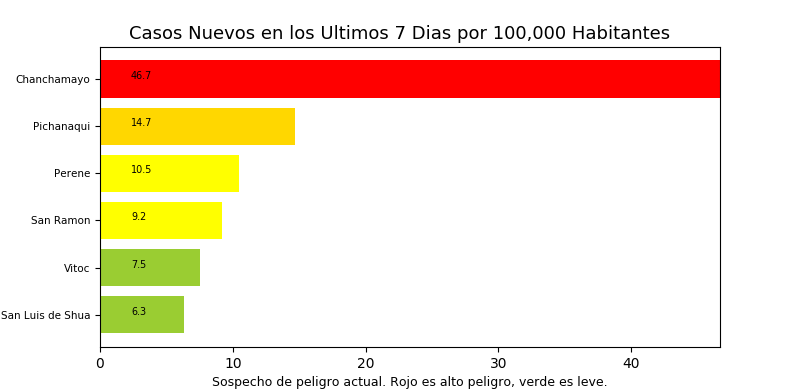 Casos Nuevos en los Ultimos 7 Dias por 100,000 Habitantes
Chanchamayo 46.7
Pichanaqui 14.7
Perene 10.5
San Ramon 9.2
Vitoc 7.5
San Luis de Shua 6.3
0 10 20 30 40
Sospecho de peligro actual. Rojo es alto peligro, verde es leve.